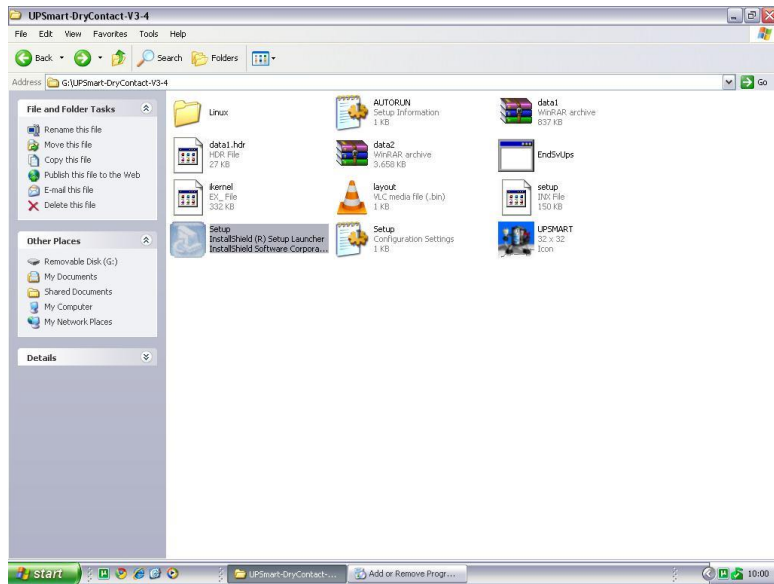 UPSmart-DryContact-V3-4
File Edit View Favorites Tools Help
Back Search Folders
Address G:\UPSmart-DryContact-V3-4 Go
File and Folder Tasks
Rename this file
Move this file
Copy this file
Publish this file to the Web
E-mail this file
Delete this file
Other Places
Removable Disk (G:)
My Documents
Shared Documents
My Computer
My Network Places
Details
Linux
AUTORUN
Setup Information
1 KB
data1
WinRAR archive
837 KB
data1.hdr
HDR File
27 KB
data2
WinRAR archive
3.658 KB
EndSvUps
ikernel
EX_ File
332 KB
layout
VLC media file (.bin)
1 KB
setup
INX File
150 KB
Setup
InstallShield (R) Setup Launcher
InstallShield Software Corpora...
Setup
Configuration Settings
1 KB
UPSMART
32 x 32
Icon
start UPSmart-DryContact-... Add or Remove Progr... 10:00